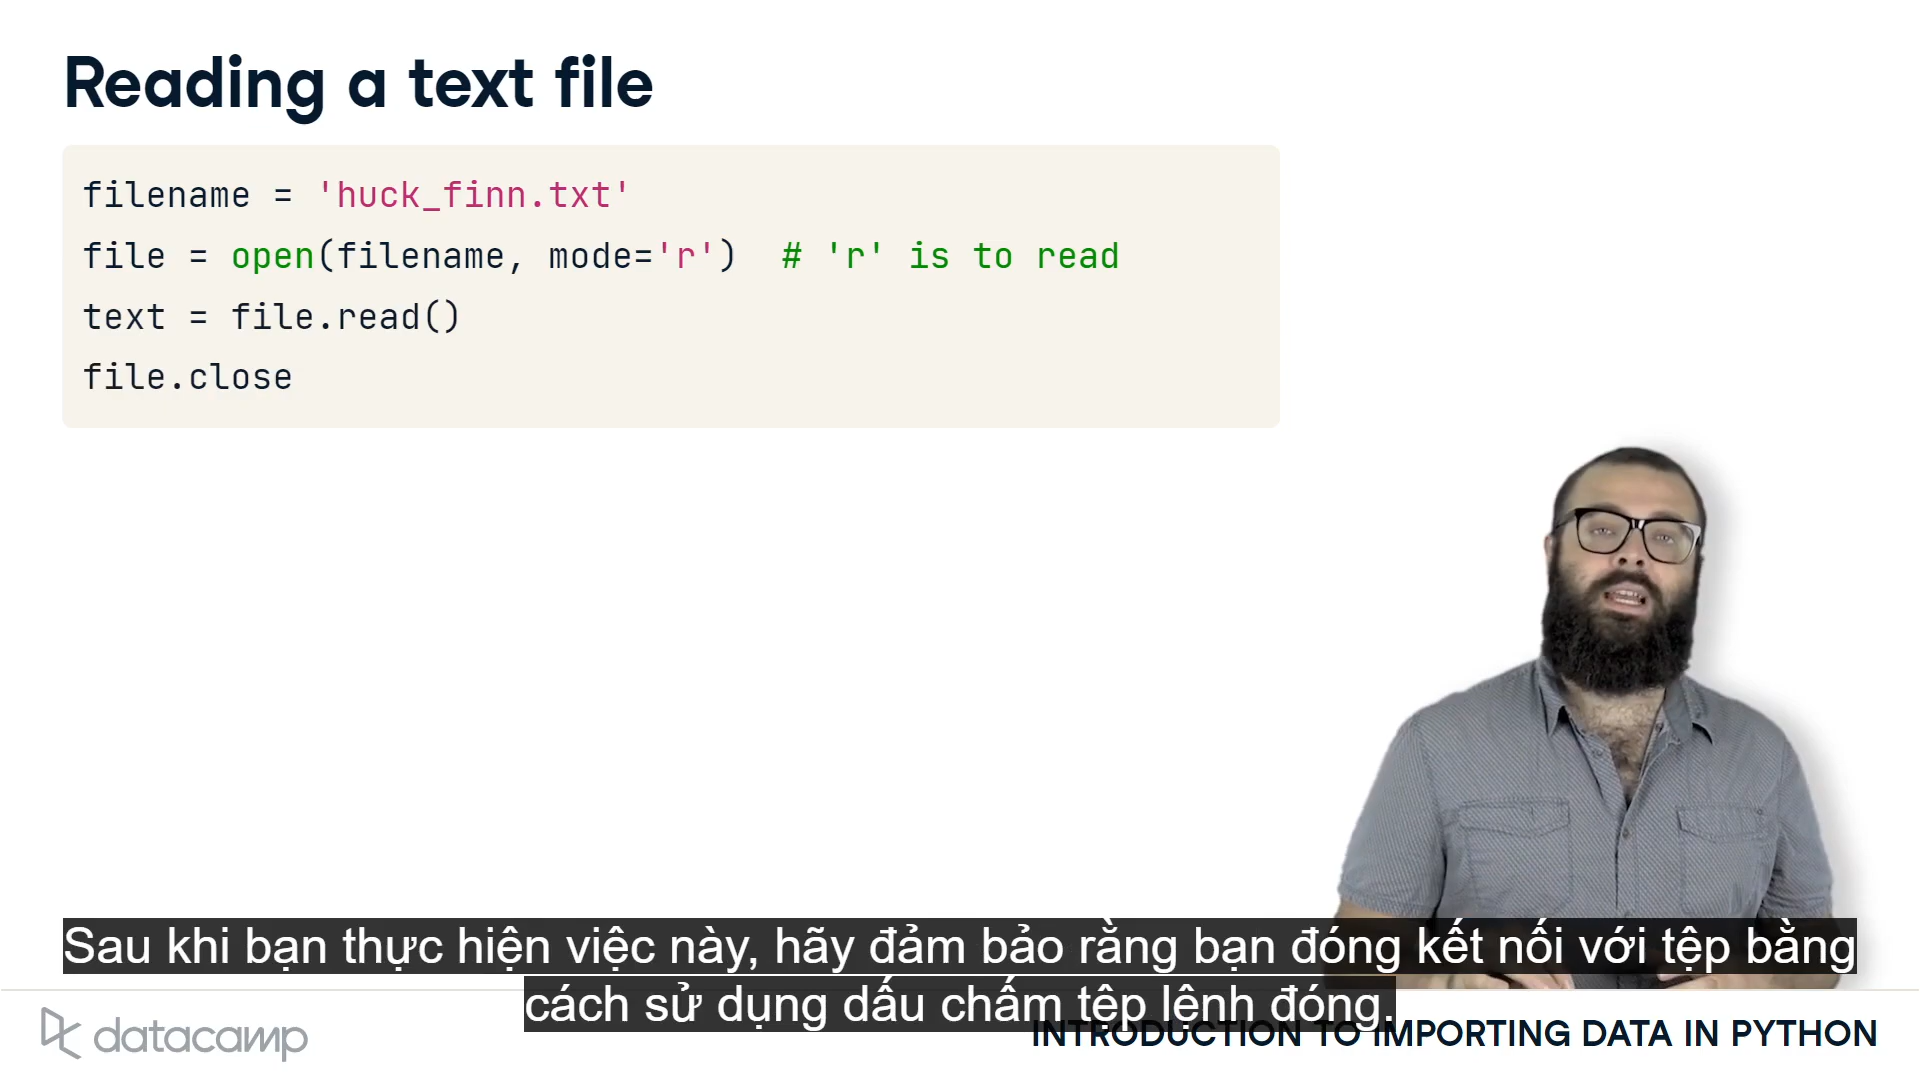 Reading a text file
filename = 'huck_finn.txt'
file = open(filename, mode='r')  # 'r' is to read
text = file.read()
file.close
Sau khi bạn thực hiện việc này, hãy đảm bảo rằng bạn đóng kết nối với tệp bằng
cách sử dụng dấu chấm tệp lệnh đóng.
datacamp
INTRODUCTION TO IMPORTING DATA IN PYTHON